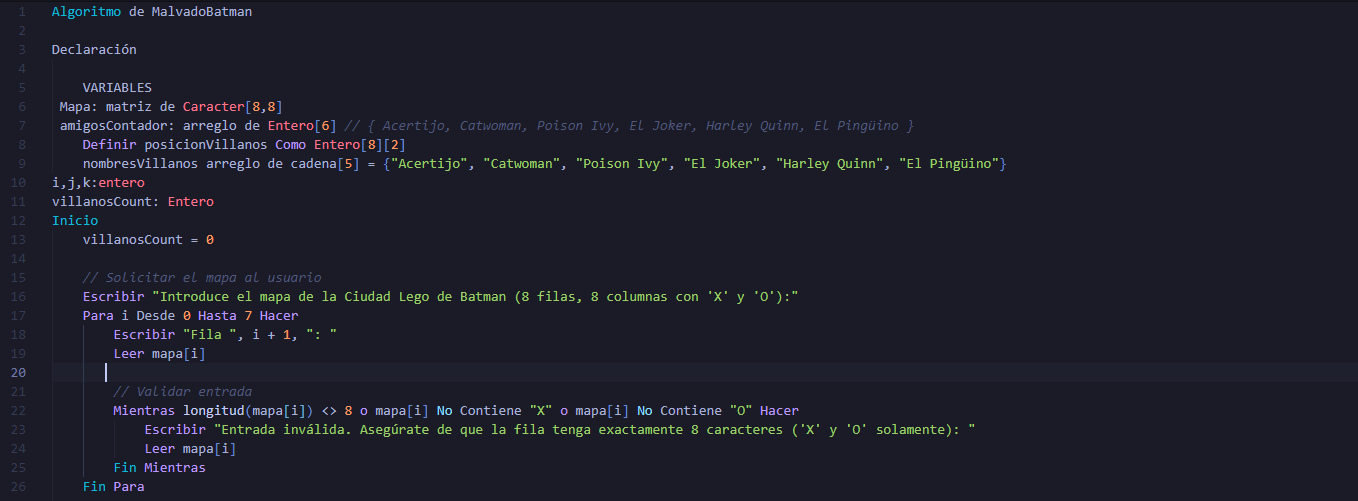 1 Algoritmo de MalvadoBatman
2
3 Declaración
4
5 VARIABLES
6 Mapa: matriz de Caracter[8,8]
7 amigosContador: arreglo de Entero[6] // { Acertijo, Catwoman, Poison Ivy, El Joker, Harley Quinn, El Pingüino }
8 Definir posicionVillanos Como Entero[8][2]
9 nombresVillanos arreglo de cadena[5] = {"Acertijo", "Catwoman", "Poison Ivy", "El Joker", "Harley Quinn", "El Pingüino"}
10 i,j,k:entero
11 villanosCount: Entero
12 Inicio
13 villanosCount = 0
14
15 // Solicitar el mapa al usuario
16 Escribir "Introduce el mapa de la Ciudad Lego de Batman (8 filas, 8 columnas con 'X' y 'O'):"
17 Para i Desde 0 Hasta 7 Hacer
18 Escribir "Fila ", i + 1, ": "
19 Leer mapa[i]
20
21 // Validar entrada
22 Mientras longitud(mapa[i]) <> 8 o mapa[i] No Contiene "X" o mapa[i] No Contiene "O" Hacer
23 Escribir "Entrada inválida. Asegúrate de que la fila tenga exactamente 8 caracteres ('X' y 'O' solamente): "
24 Leer mapa[i]
25 Fin Mientras
26 Fin Para